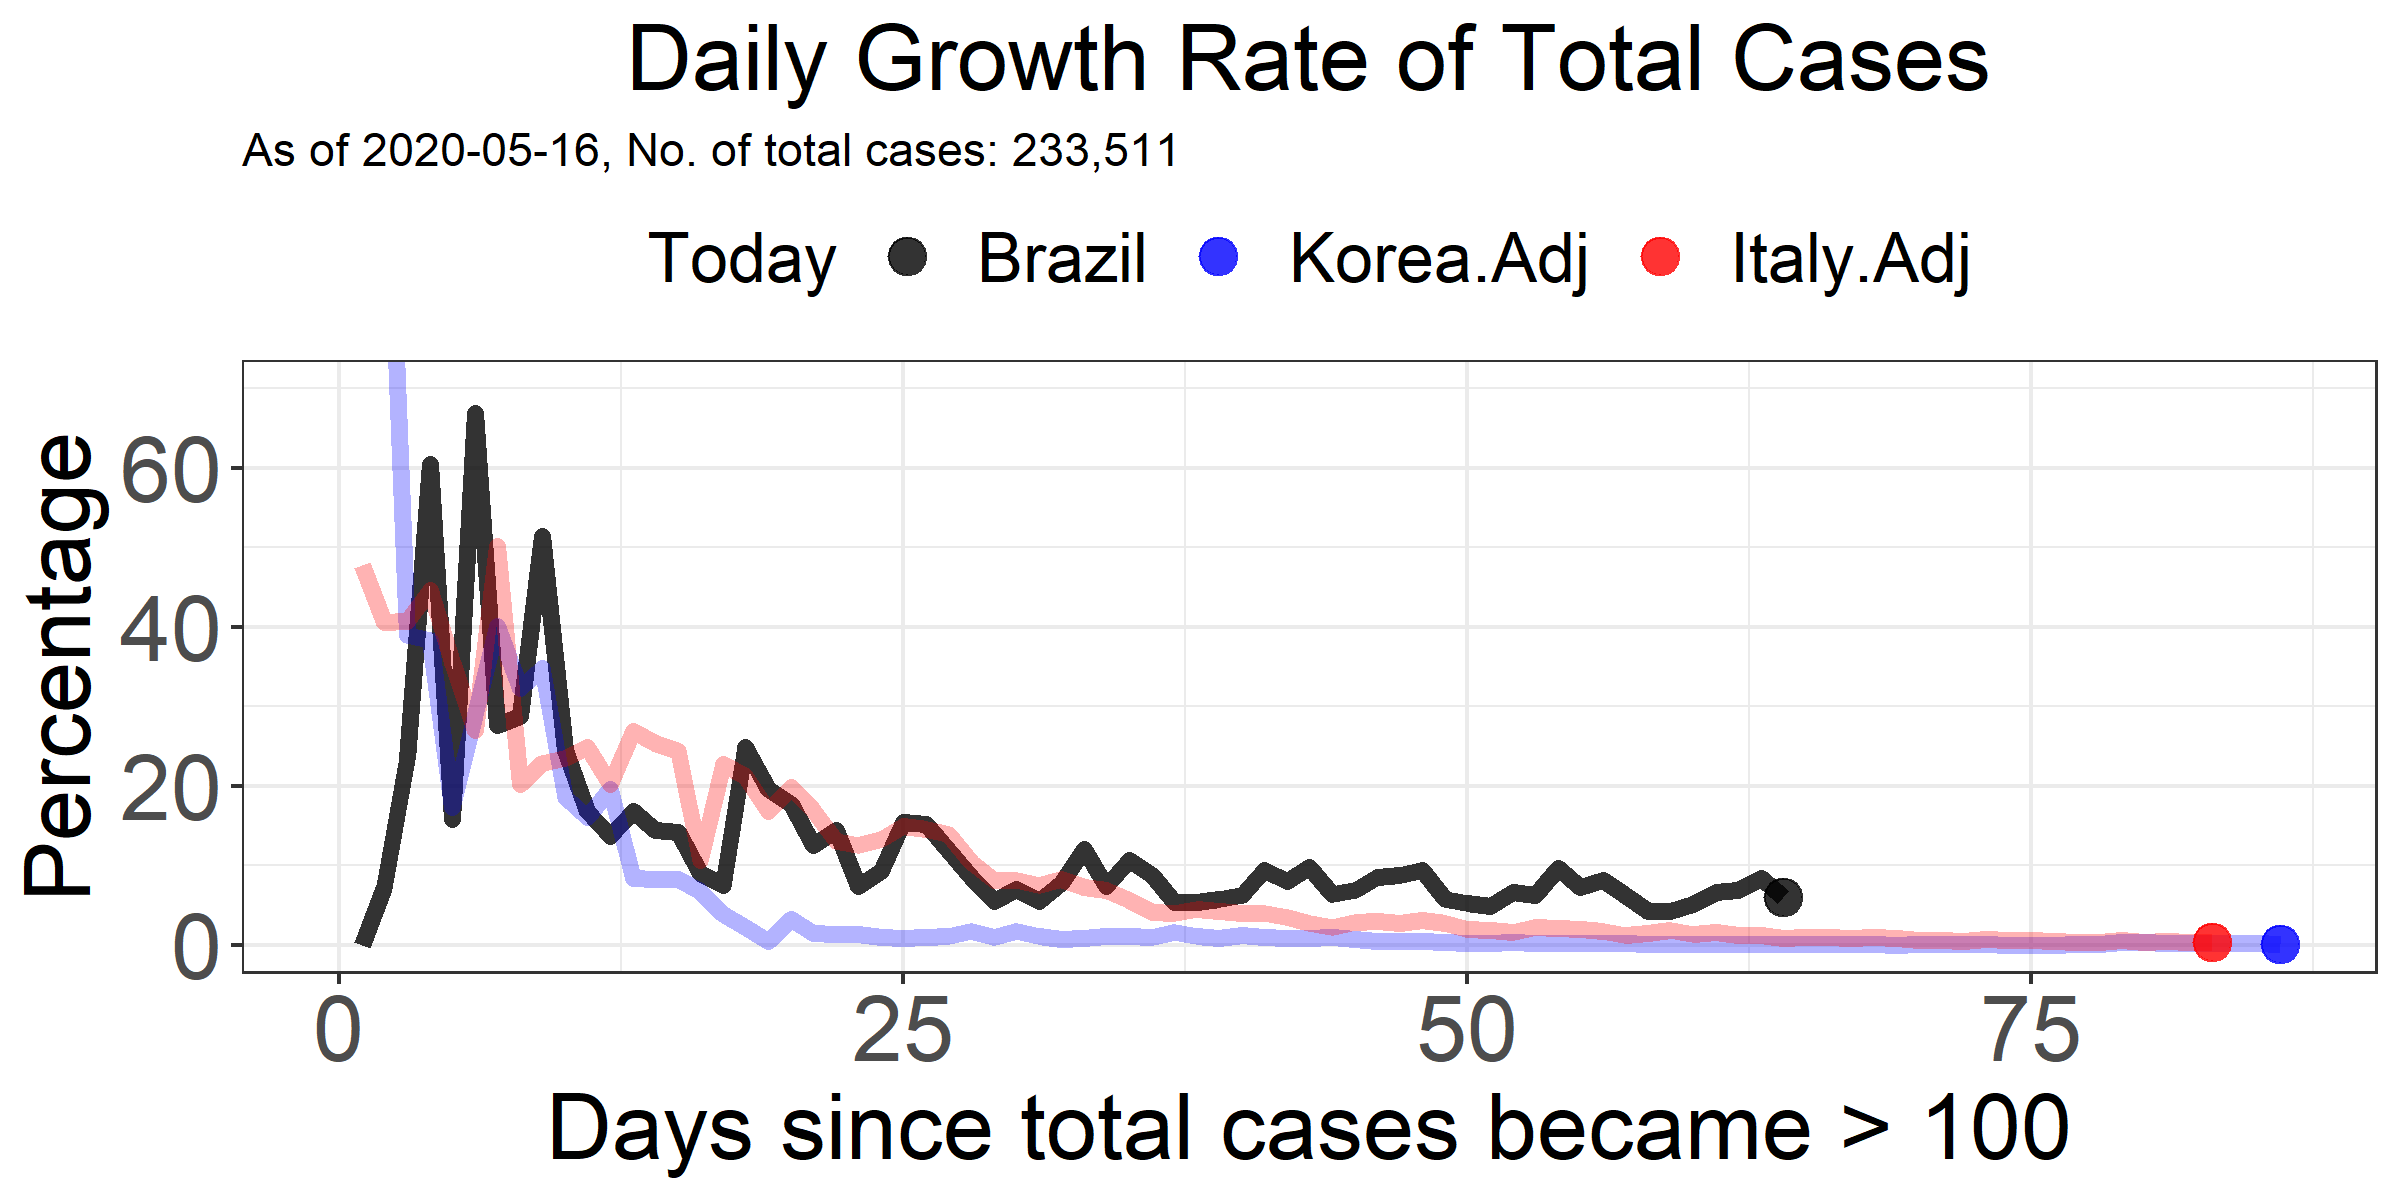 Daily Growth Rate of Total Cases
As of 2020-05-16, No. of total cases: 233,511
Today Brazil Korea.Adj Italy.Adj
Percentage
60
40
20
0
0 25 50 75
Days since total cases became > 100